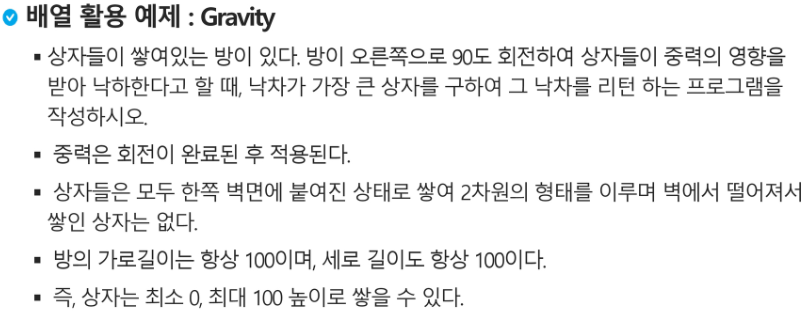 배열 활용 예제 : Gravity
▪ 상자들이 쌓여있는 방이 있다. 방이 오른쪽으로 90도 회전하여 상자들이 중력의 영향을
받아 낙하한다고 할 때, 낙차가 가장 큰 상자를 구하여 그 낙차를 리턴 하는 프로그램을
작성하시오.
▪ 중력은 회전이 완료된 후 적용된다.
▪ 상자들은 모두 한쪽 벽면에 붙여진 상태로 쌓여 2차원의 형태를 이루며 벽에서 떨어져서
쌓인 상자는 없다.
▪ 방의 가로길이는 항상 100이며, 세로 길이도 항상 100이다.
▪ 즉, 상자는 최소 0, 최대 100 높이로 쌓을 수 있다.